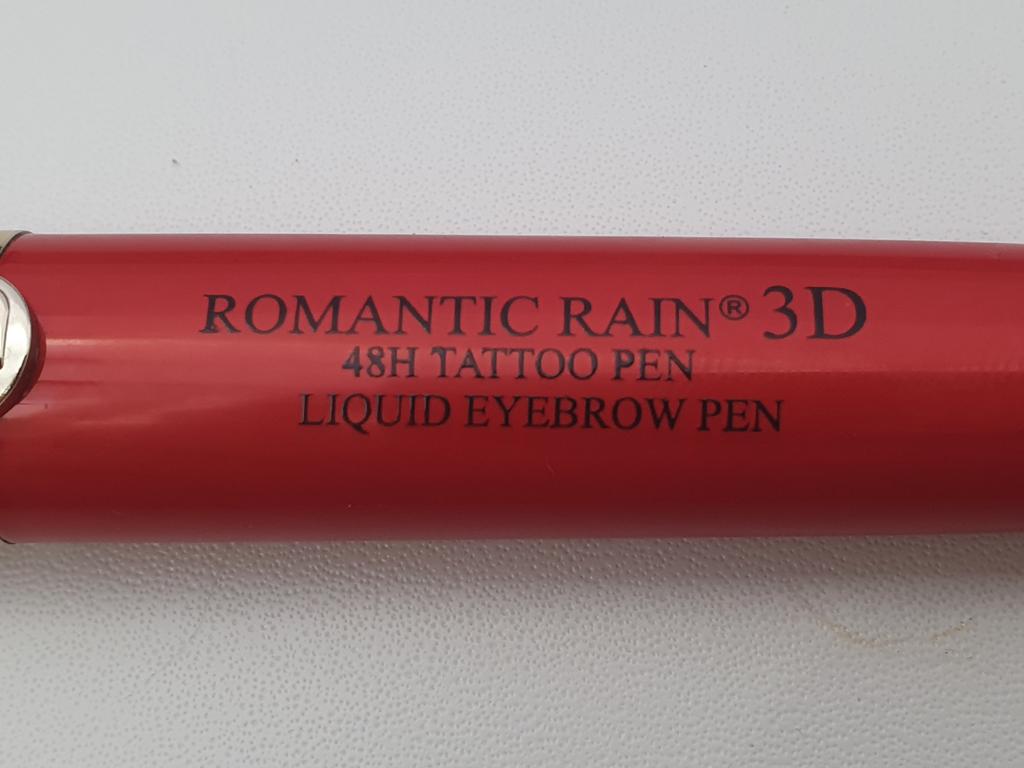 ROMANTIC RAIN® 3D
48H TATTOO PEN
LIQUID EYEBROW PEN